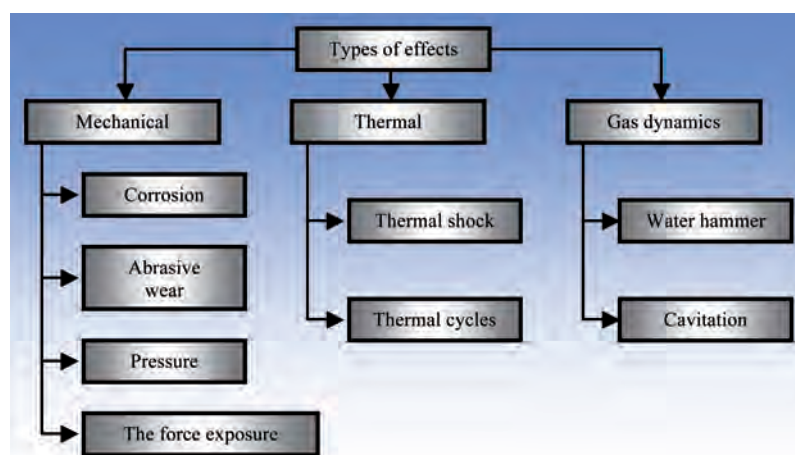 Types of effects
Mechanical
Thermal
Gas dynamics
Corrosion
Abrasive
wear
Pressure
The force exposure
Thermal shock
Thermal cycles
Water hammer
Cavitation